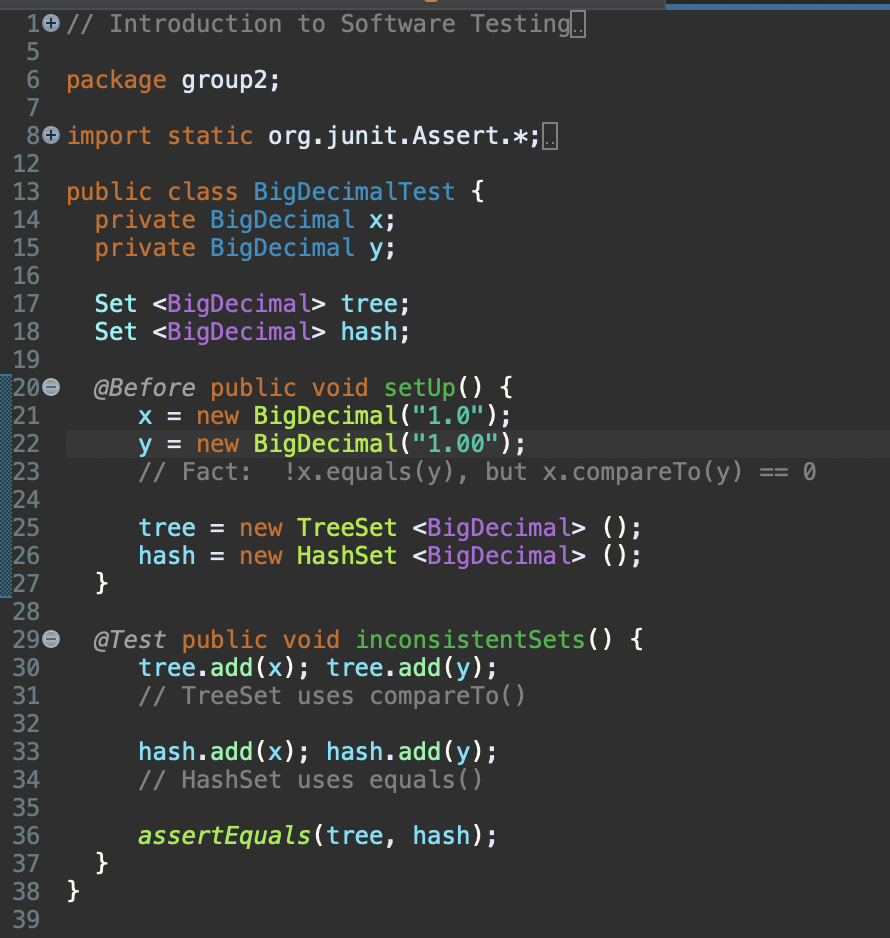 1 // Introduction to Software Testing..
5
6 package group2;
7
8 import static org.junit.Assert.*;..
12
13 public class BigDecimalTest {
14   private BigDecimal x;
15   private BigDecimal y;
16
17   Set <BigDecimal> tree;
18   Set <BigDecimal> hash;
19
20   @Before public void setUp() {
21      x = new BigDecimal("1.0");
22      y = new BigDecimal("1.00");
23      // Fact:  !x.equals(y), but x.compareTo(y) == 0
24
25      tree = new TreeSet <BigDecimal> ();
26      hash = new HashSet <BigDecimal> ();
27   }
28
29   @Test public void inconsistentSets() {
30      tree.add(x); tree.add(y);
31      // TreeSet uses compareTo()
32
33      hash.add(x); hash.add(y);
34      // HashSet uses equals()
35
36      assertEquals(tree, hash);
37   }
38 }
39